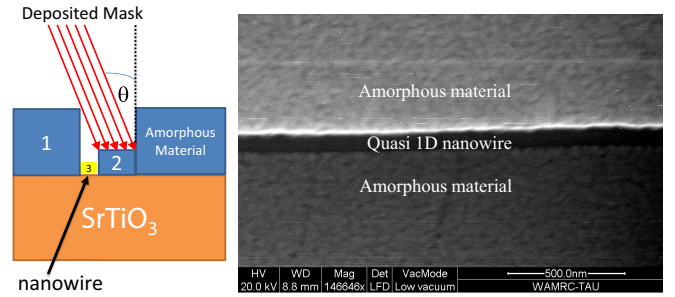 Deposited Mask
θ
1
Amorphous
Material
2
3
SrTiO3
nanowire
Amorphous material
Quasi 1D nanowire
Amorphous material
HV WD Mag Det VacMode 500.0nm
20.0 kV 8.8 mm 146646x LFD Low vacuum WAMRC-TAU